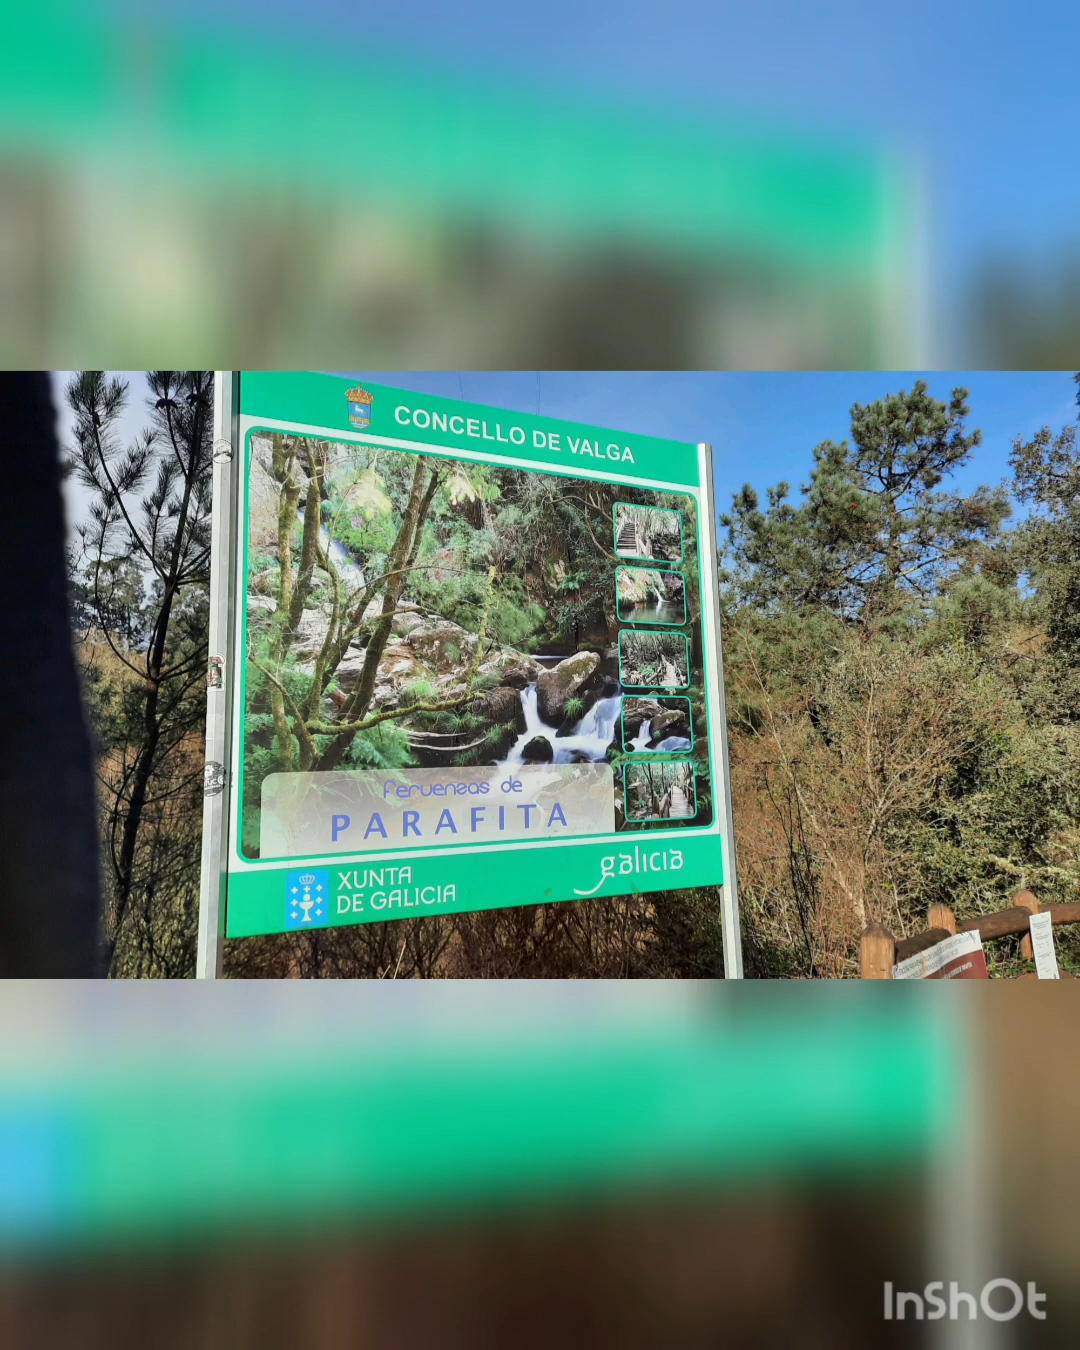 CONCELLO DE VALGA
Fervenzas de
PARAFITA
XUNTA
DE GALICIA
galicia
InShOt